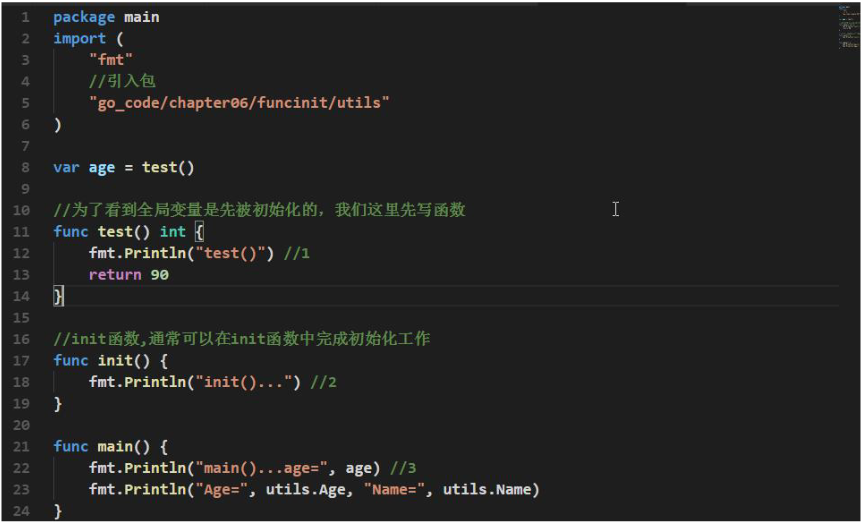 1 package main
2 import (
3 "fmt"
4 //引入包
5 "go_code/chapter06/funcinit/utils"
6 )
7
8 var age = test()
9
10 //为了看到全局变量是先被初始化的，我们这里先写函数
11 func test() int {
12 fmt.Println("test()") //1
13 return 90
14 }
15
16 //init函数,通常可以在init函数中完成初始化工作
17 func init() {
18 fmt.Println("init()...") //2
19 }
20
21 func main() {
22 fmt.Println("main()...age=", age) //3
23 fmt.Println("Age=", utils.Age, "Name=", utils.Name)
24 }